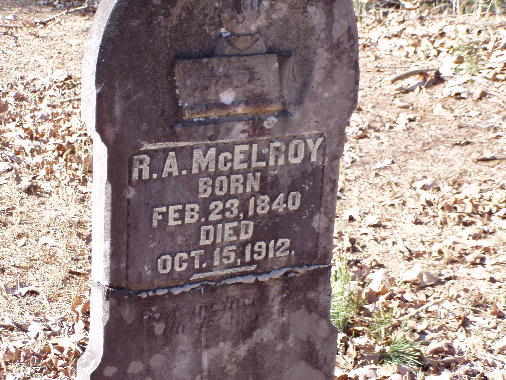 R.A. McELROY
BORN
FEB. 23, 1840
DIED
OCT. 15, 1912.